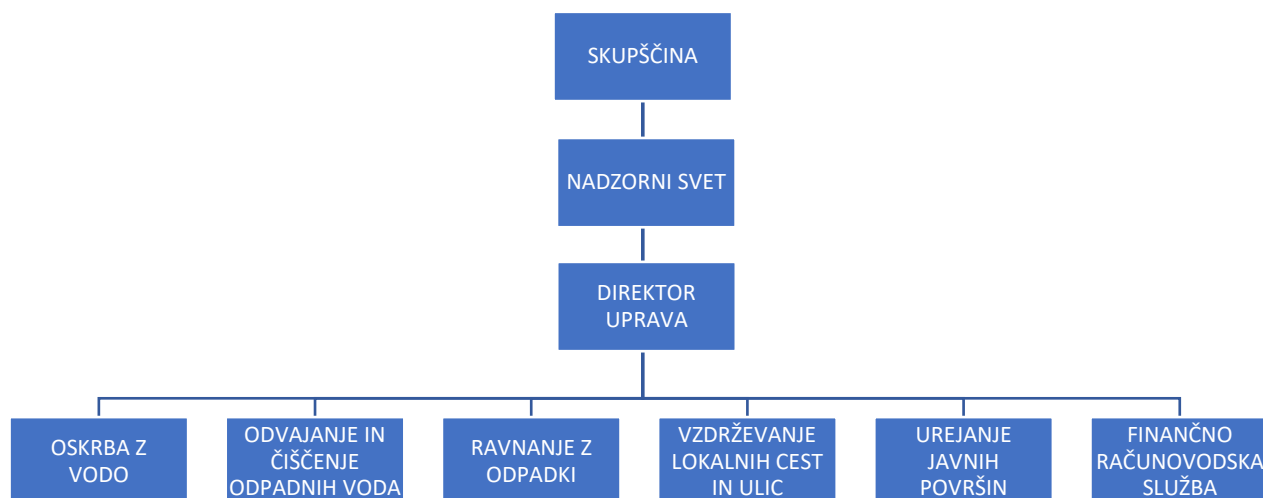 SKUPŠČINA
NADZORNI SVET
DIREKTOR
UPRAVA
OSKRBA Z
VODO
ODVAJANJE IN
ČIŠČENJE
ODPADNIH VODA
RAVNANJE Z
ODPADKI
VZDRŽEVANJE
LOKALNIH CEST
IN ULIC
UREJANJE
JAVNIH
POVRŠIN
FINANČNO
RAČUNOVODSKA
SLUŽBA